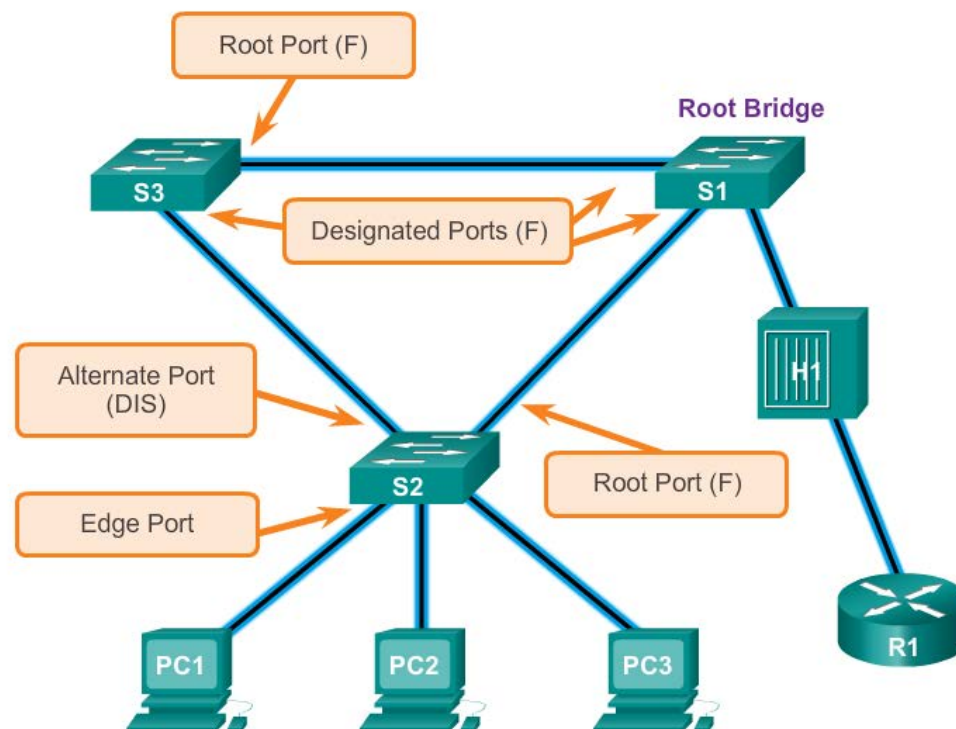 Root Port (F)
Root Bridge
S3
S1
Designated Ports (F)
Alternate Port
(DIS)
H1
S2
Root Port (F)
Edge Port
R1
PC1
PC2
PC3